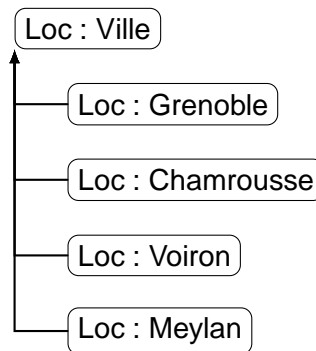 Loc : Ville
Loc : Grenoble
Loc : Chamrousse
Loc : Voiron
Loc : Meylan